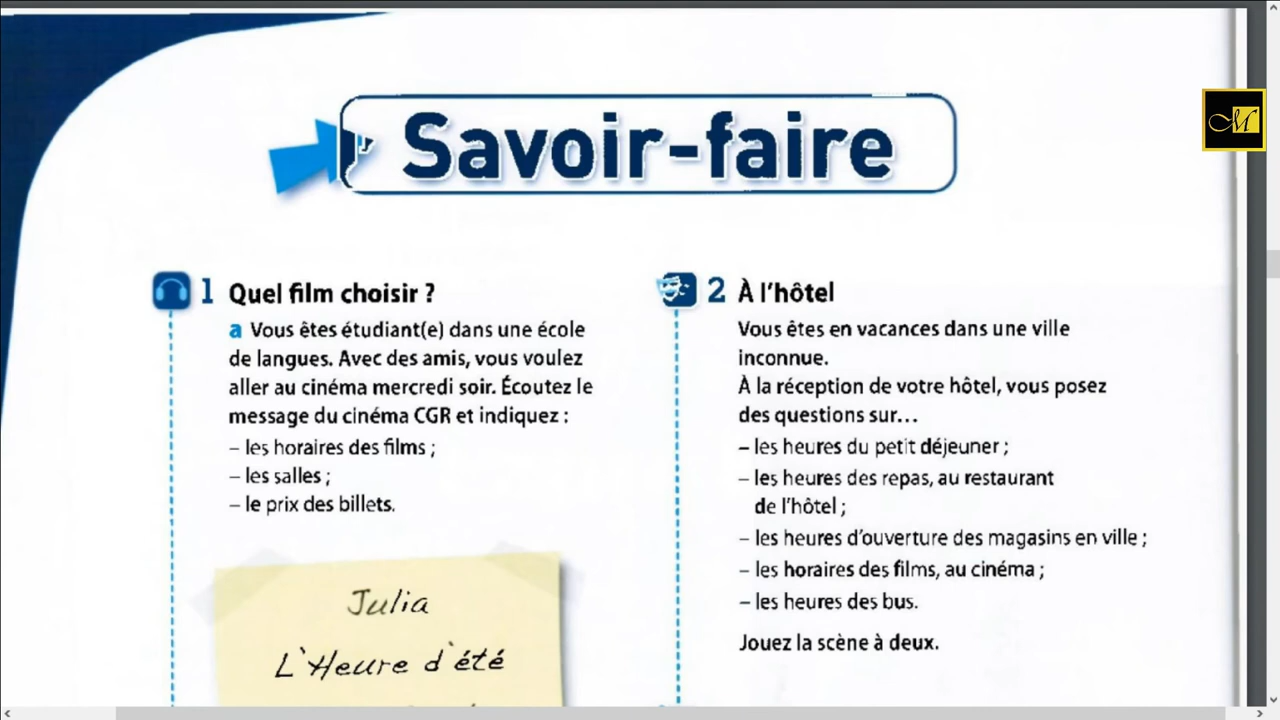 Savoir-faire
1 Quel film choisir ?
a Vous êtes étudiant(e) dans une école
de langues. Avec des amis, vous voulez
aller au cinéma mercredi soir. Écoutez le
message du cinéma CGR et indiquez :
– les horaires des films ;
– les salles ;
– le prix des billets.
Julia
L'Heure d'été
2 À l'hôtel
Vous êtes en vacances dans une ville
inconnue.
À la réception de votre hôtel, vous posez
des questions sur...
– les heures du petit déjeuner ;
– les heures des repas, au restaurant
de l'hôtel ;
– les heures d'ouverture des magasins en ville ;
– les horaires des films, au cinéma ;
– les heures des bus.
Jouez la scène à deux.
M